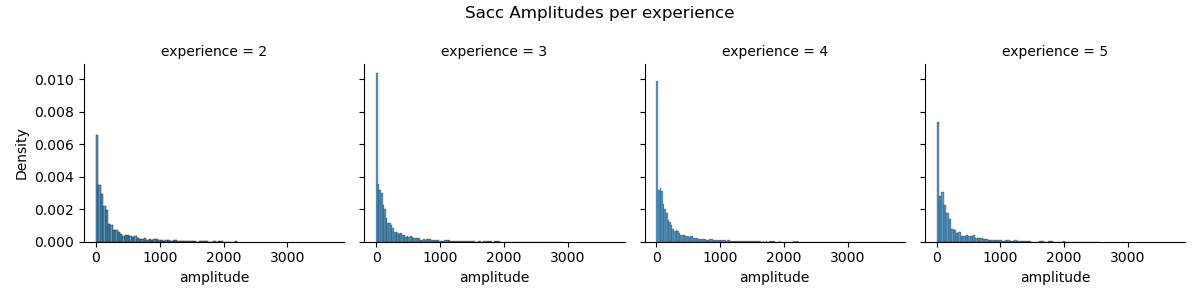 Sacc Amplitudes per experience
experience = 2
experience = 3
experience = 4
experience = 5
Density
0.010
0.008
0.006
0.004
0.002
0.000
0 1000 2000 3000
0 1000 2000 3000
0 1000 2000 3000
0 1000 2000 3000
amplitude
amplitude
amplitude
amplitude